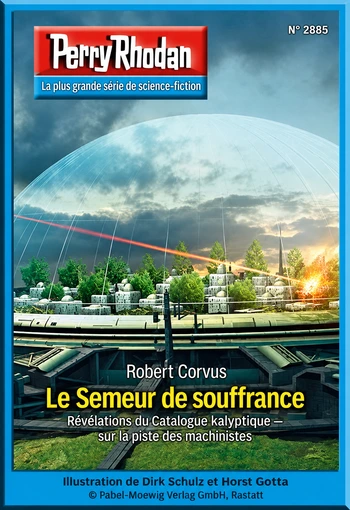 N° 2885
Perry Rhodan
La plus grande série de science-fiction
Robert Corvus
Le Semeur de souffrance
Révélations du Catalogue kalyptique —
sur la piste des machinistes
Illustration de Dirk Schulz et Horst Gotta
© Pabel-Moewig Verlag GmbH, Rastatt